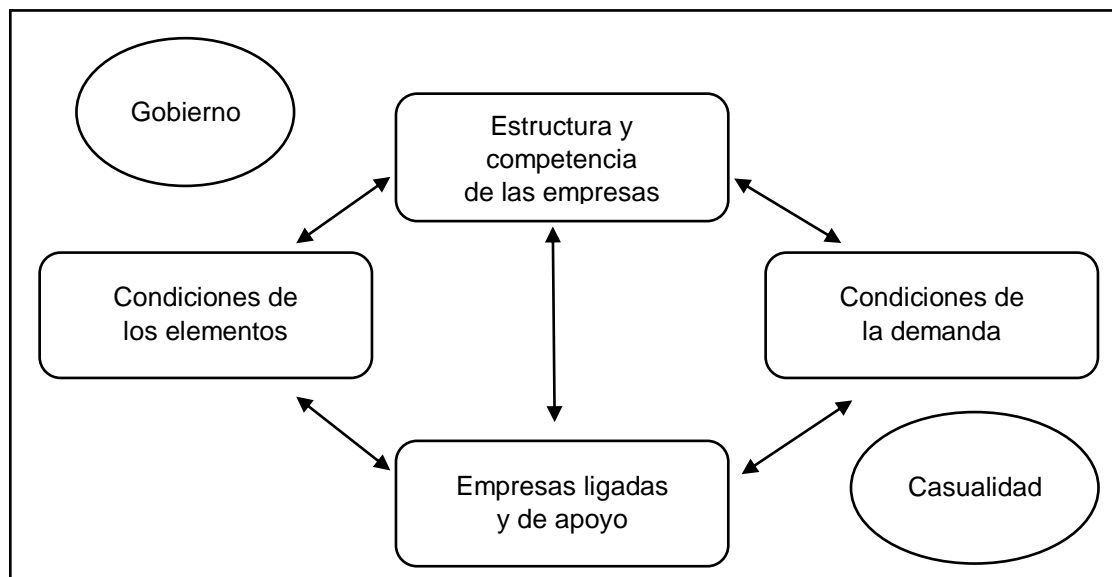 Gobierno
Estructura y
competencia
de las empresas
Condiciones de
los elementos
Condiciones de
la demanda
Empresas ligadas
y de apoyo
Casualidad